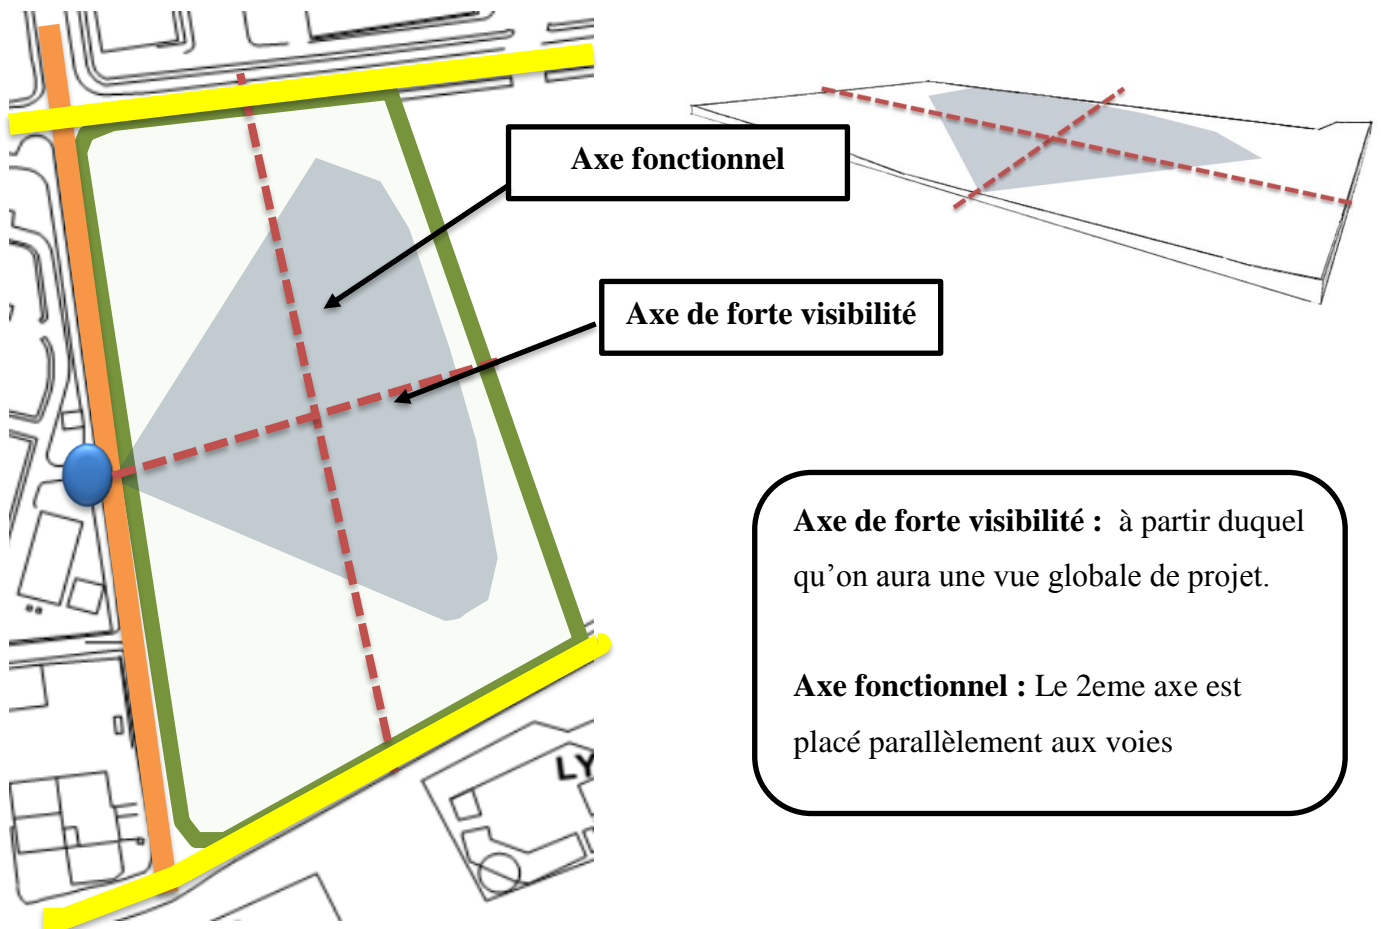 Axe fonctionnel
Axe de forte visibilité
Axe de forte visibilité : à partir duquel
qu’on aura une vue globale de projet.
Axe fonctionnel : Le 2eme axe est
placé parallèlement aux voies
LY